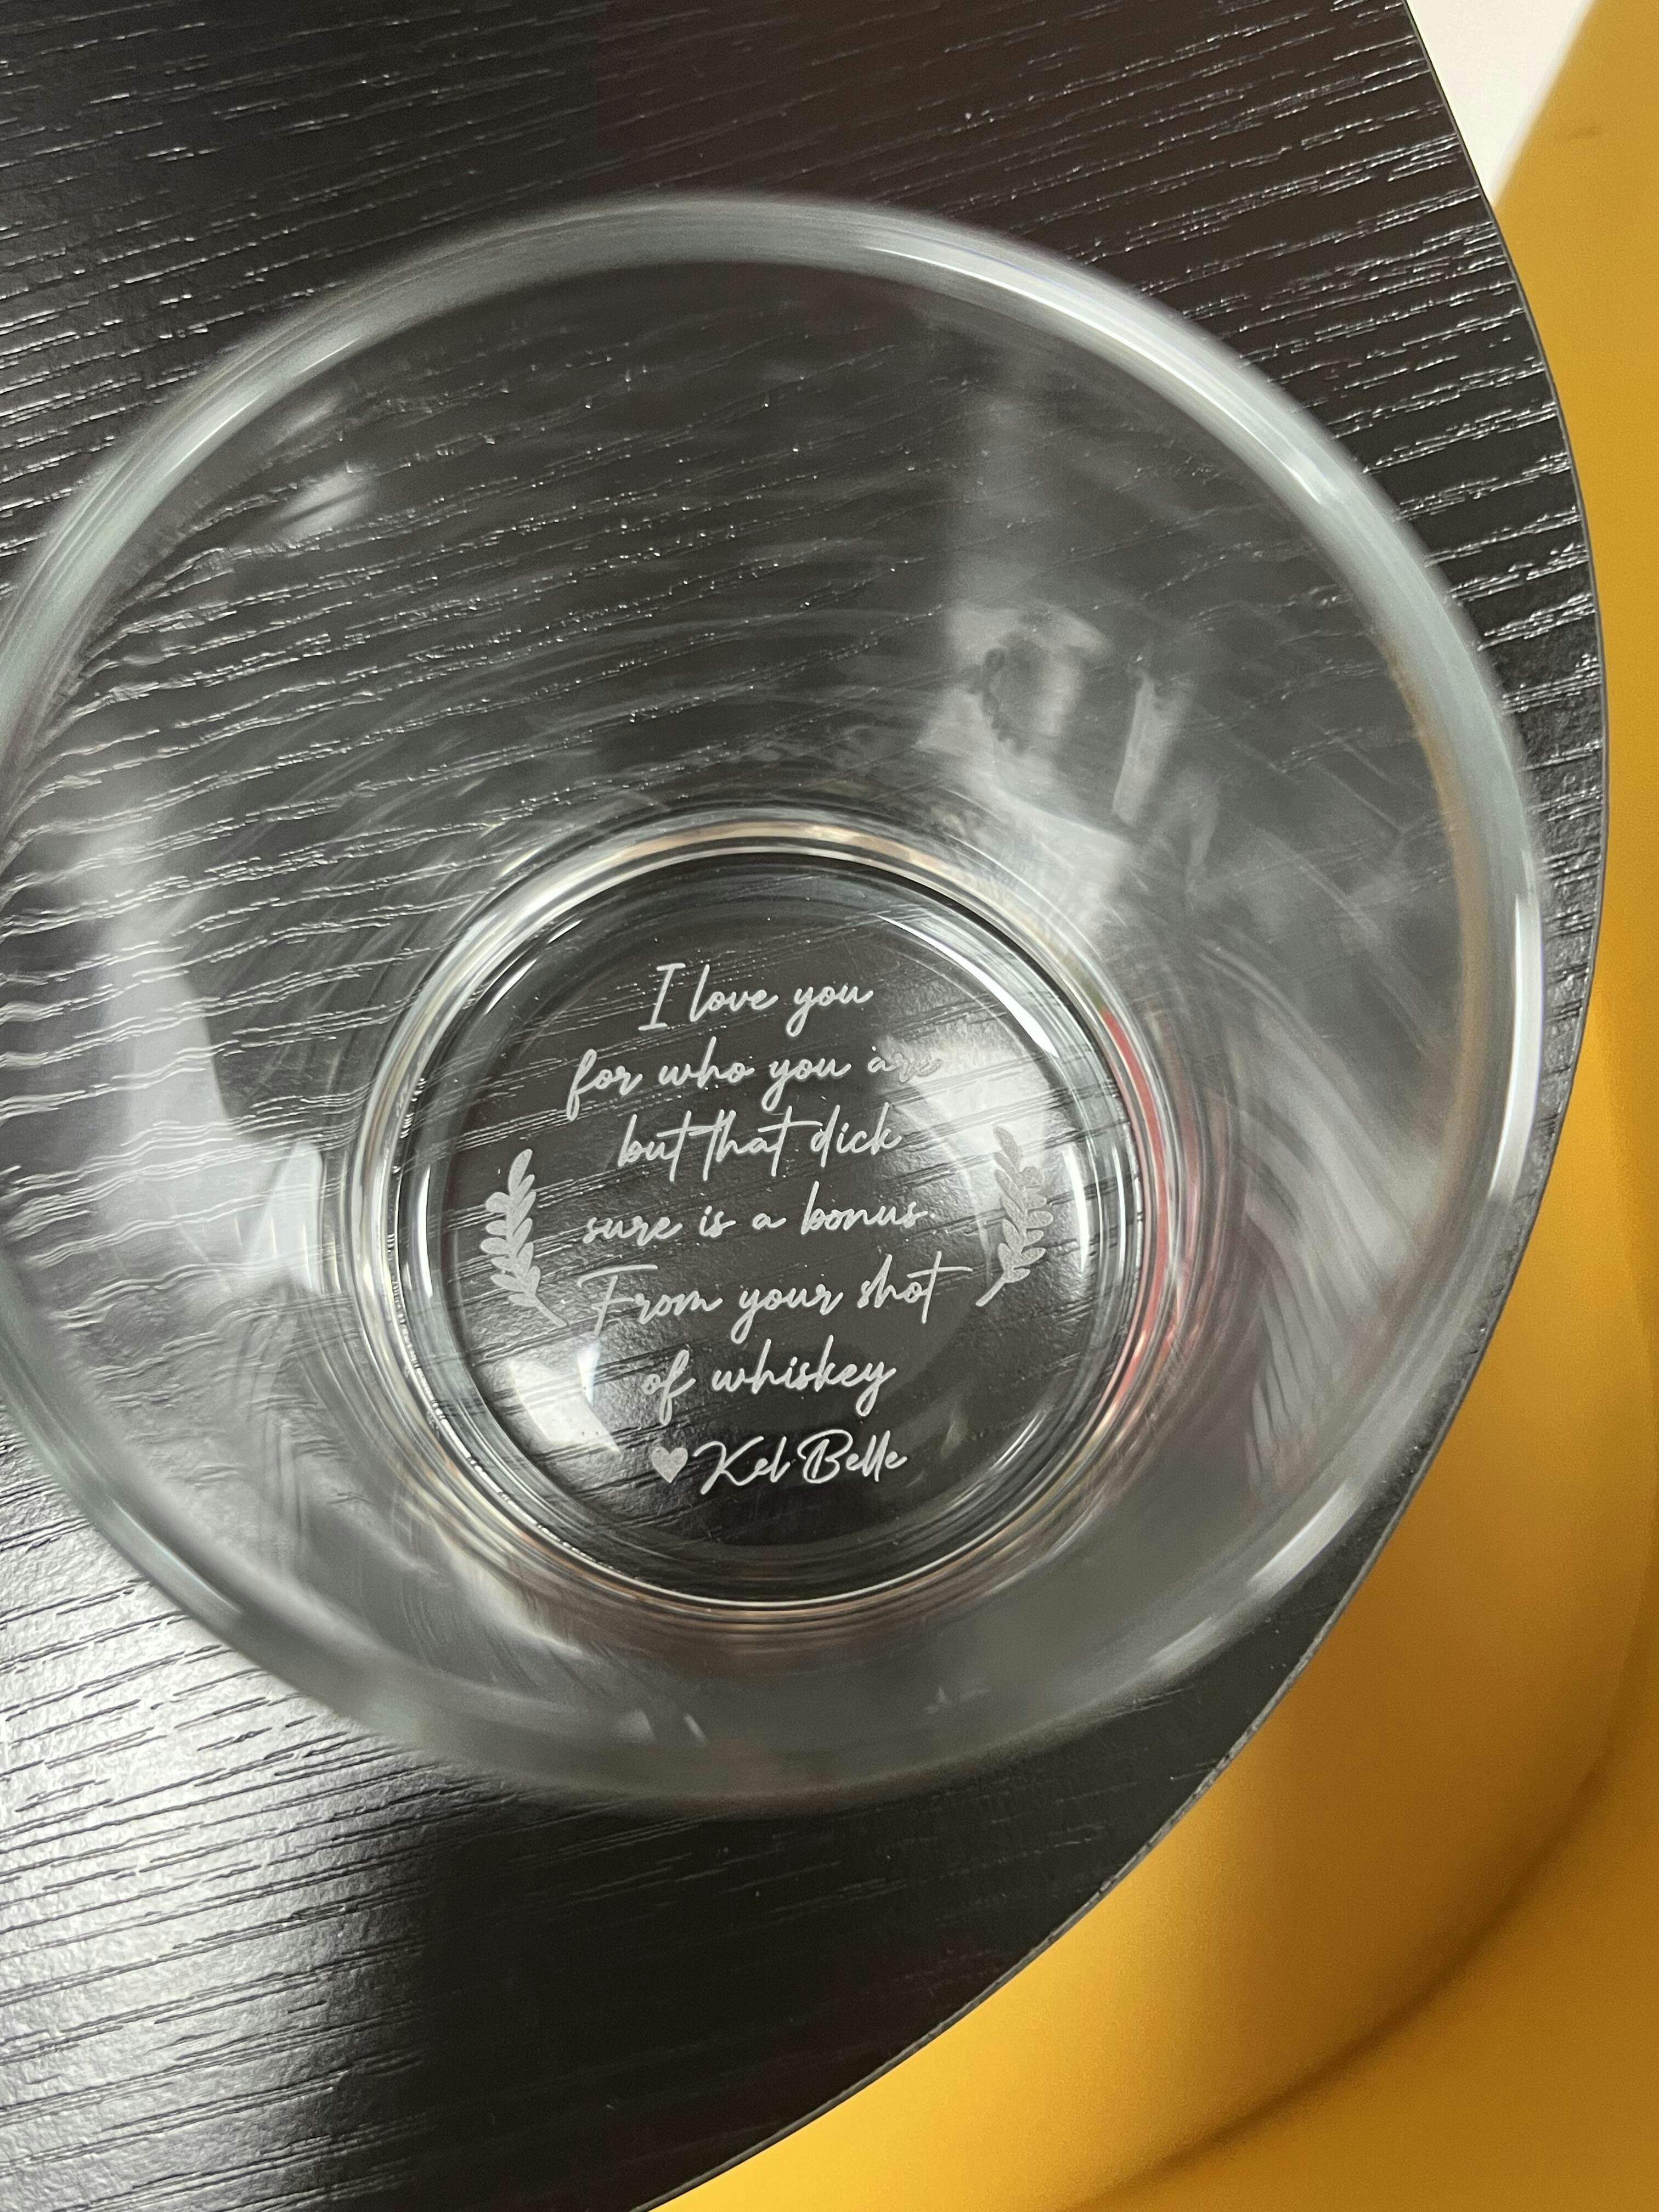 I love you
for who you are
but that dick
sure is a bonus
From your shot
of whiskey
♥Kel Belle